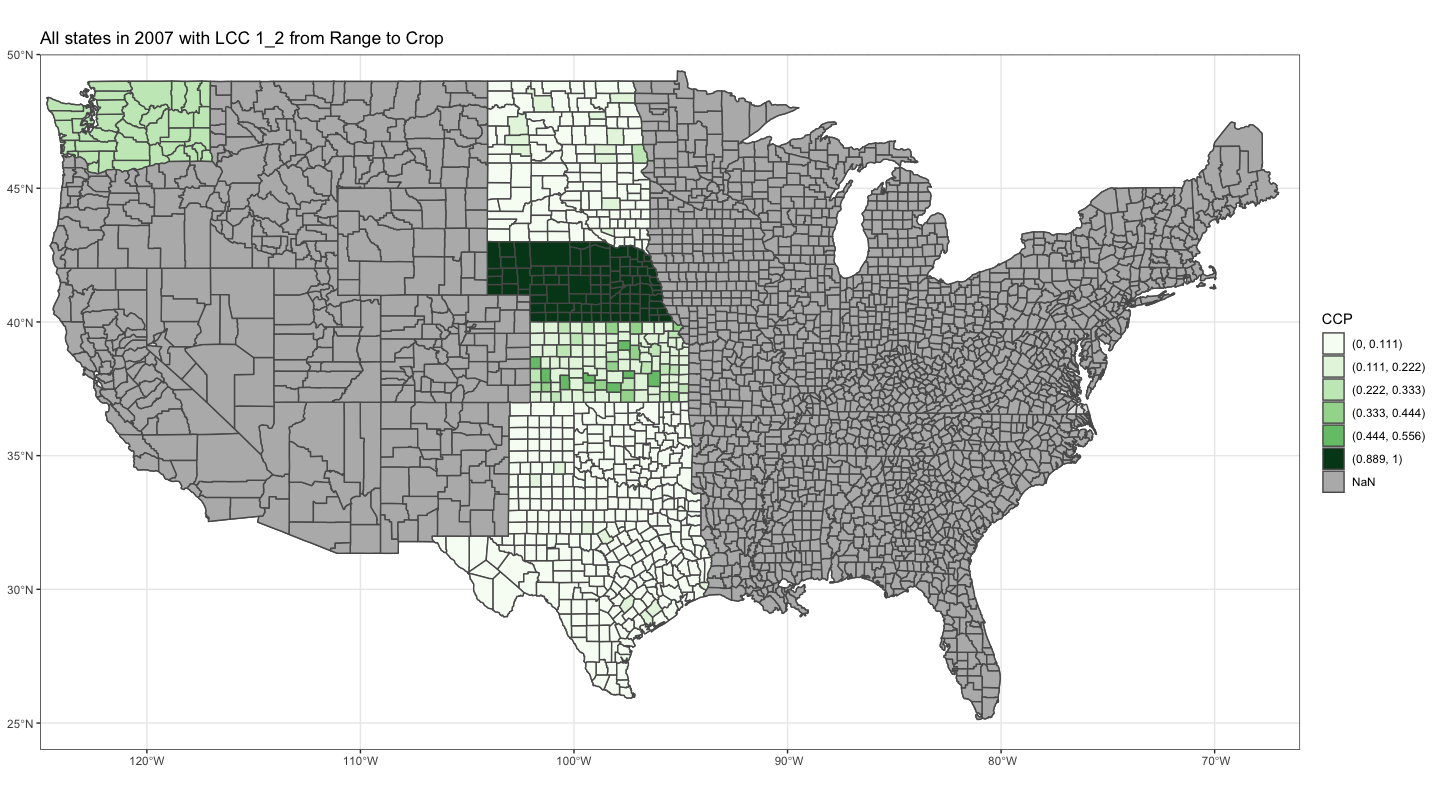 All states in 2007 with LCC 1_2 from Range to Crop
50°N
45°N
40°N
35°N
30°N
25°N
120°W
110°W
100°W
90°W
80°W
70°W
CCP
(0, 0.111)
(0.111, 0.222)
(0.222, 0.333)
(0.333, 0.444)
(0.444, 0.556)
(0.889, 1)
NaN